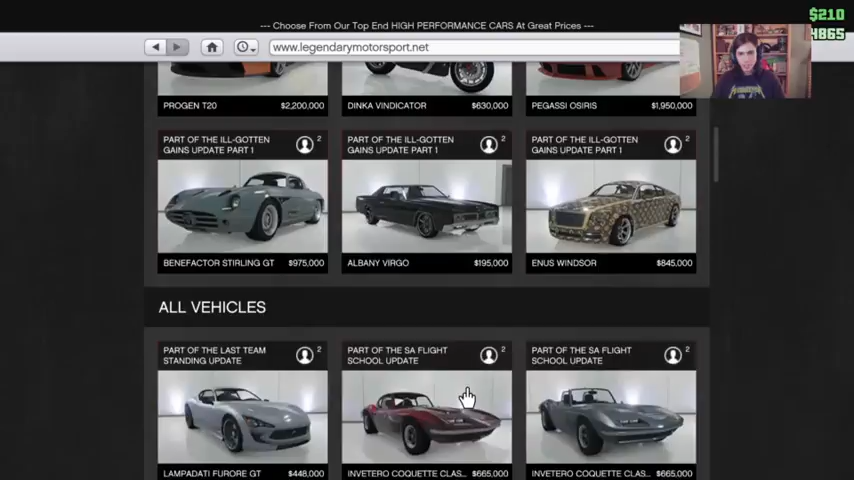 --- Choose From Our Top End HIGH PERFORMANCE CARS At Great Prices ---
$210
4865
www.legendarymotorsport.net
PROGEN T20 $2,200,000
DINKA VINDICATOR $630,000
PEGASSI OSIRIS $1,950,000
PART OF THE ILL-GOTTEN
GAINS UPDATE PART 1
2
PART OF THE ILL-GOTTEN
GAINS UPDATE PART 1
2
PART OF THE ILL-GOTTEN
GAINS UPDATE PART 1
2
BENEFACTOR STIRLING GT $975,000
ALBANY VIRGO $195,000
ENUS WINDSOR $845,000
ALL VEHICLES
PART OF THE LAST TEAM
STANDING UPDATE
2
PART OF THE SA FLIGHT
SCHOOL UPDATE
2
PART OF THE SA FLIGHT
SCHOOL UPDATE
2
LAMPADATI FURORE GT $448,000
INVETERO COQUETTE CLAS... $665,000
INVETERO COQUETTE CLAS... $665,000